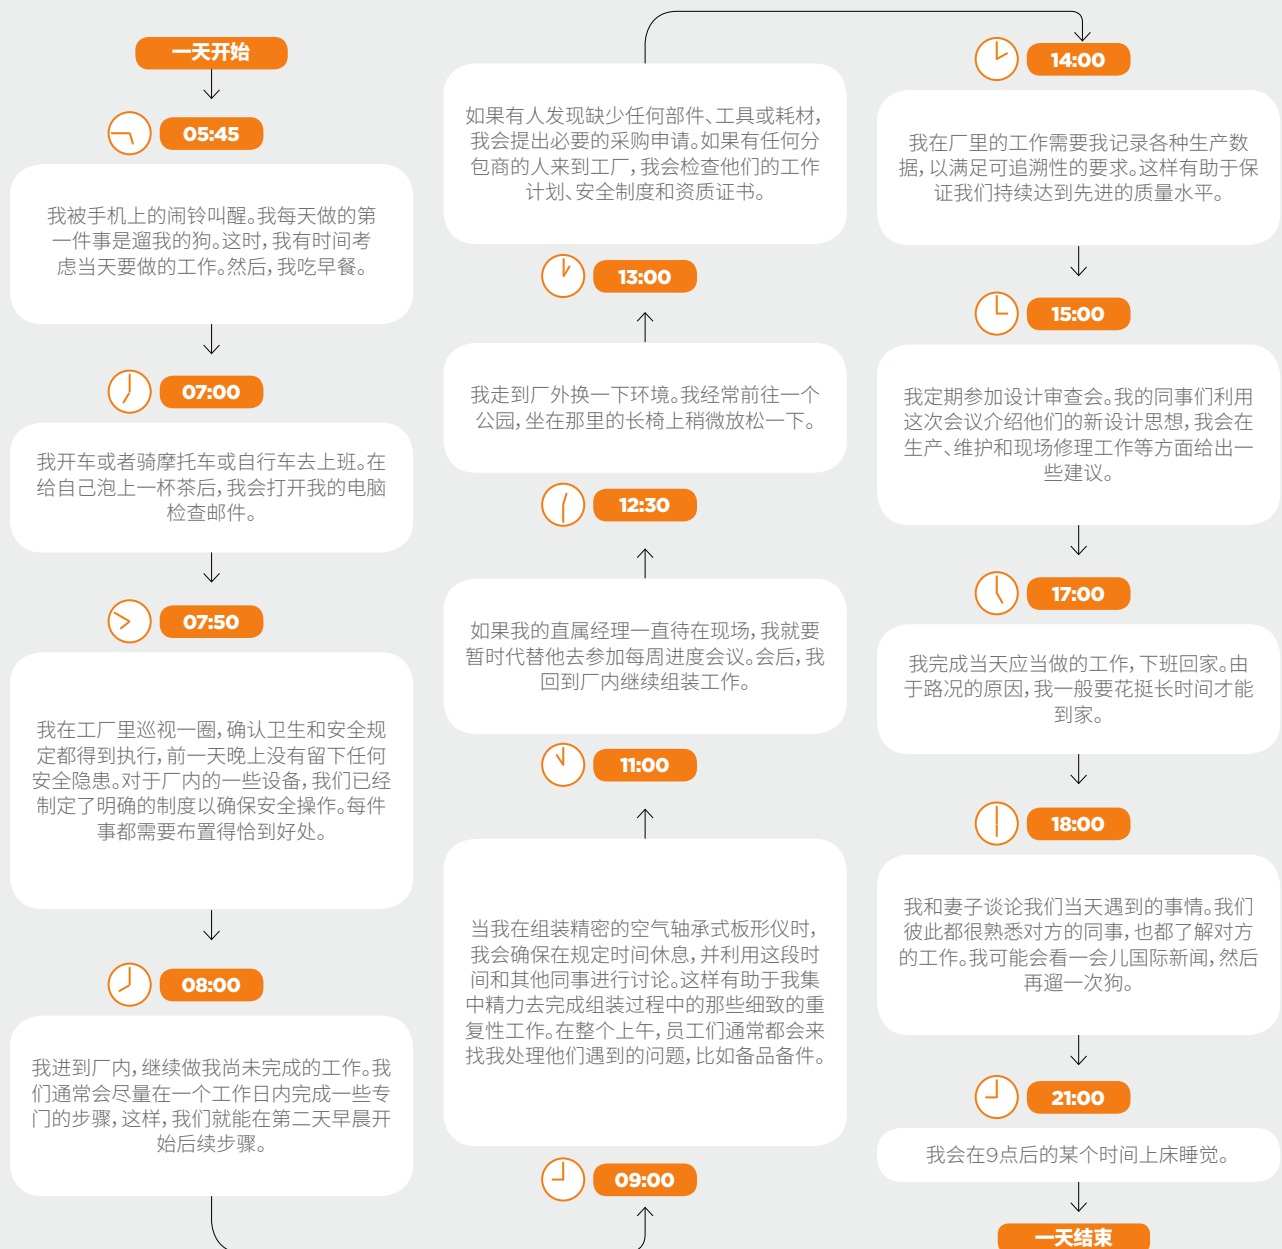 一天开始
05:45
我被手机上的闹铃叫醒。我每天做的第
一件事是遛我的狗。这时,我有时间考
虑当天要做的工作。然后,我吃早餐。
07:00
我开车或者骑摩托车或自行车去上班。在
给自己泡上一杯茶后,我会打开我的电脑
检查邮件。
07:50
我在工厂里巡视一圈,确认卫生和安全规
定都得到执行,前一天晚上没有留下任何
安全隐患。对于厂内的一些设备,我们已经
制定了明确的制度以确保安全操作。每件
事都需要布置得恰到好处。
08:00
我进到厂内,继续做我尚未完成的工作。我
们通常会尽量在一个工作日内完成一些专
门的步骤,这样,我们就能在第二天早晨开
始后续步骤。
09:00
当我在组装精密的空气轴承式板形仪时,
我会确保在规定时间休息,并利用这段时
间和其他同事进行讨论。这样有助于我集
中精力去完成组装过程中的那些细致的重
复性工作。在整个上午,员工们通常都会来
找我处理他们遇到的问题,比如备品备件。
11:00
如果我的直属经理一直待在现场,我就要
暂时代替他去参加每周进度会议。会后,我
回到厂内继续组装工作。
12:30
我走到厂外换一下环境。我经常前往一个
公园,坐在那里的长椅上稍微放松一下。
13:00
如果有人发现缺少任何部件、工具或耗材,
我会提出必要的采购申请。如果有任何分
包商的人来到工厂,我会检查他们的工作
计划、安全制度和资质证书。
14:00
我在厂里的工作需要我记录各种生产数
据,以满足可追溯性的要求。这样有助于保
证我们持续达到先进的质量水平。
15:00
我定期参加设计审查会。我的同事们利用
这次会议介绍他们的新设计思想,我会在
生产、维护和现场修理工作等方面给出一
些建议。
17:00
我完成当天应当做的工作,下班回家。由
于路况的原因,我一般要花挺长时间才能
到家。
18:00
我和妻子谈论我们当天遇到的事情。我们
彼此都很熟悉对方的同事,也都了解对方
的工作。我可能会看一会儿国际新闻,然后
再遛一次狗。
21:00
我会在9点后的某个时间上床睡觉。
一天结束